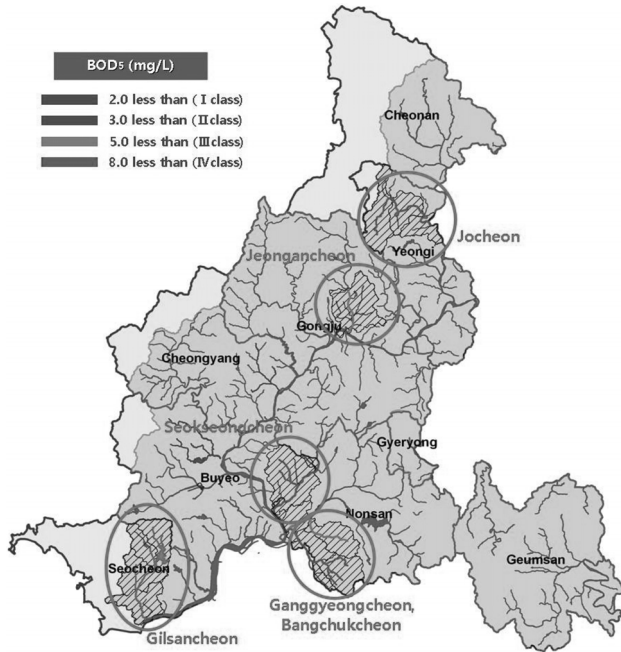 BOD5 (mg/L)
2.0 less than (I class)
3.0 less than (II class)
5.0 less than (III class)
8.0 less than (IV class)
Cheonan
Jocheon
Yeongi
Jeongancheon
Gongju
Cheongyang
Seokseongcheon
Gyeryong
Buyeo
Nonsan
Geumsan
Seocheon
Ganggyeongcheon,
Bangchukcheon
Gilsancheon